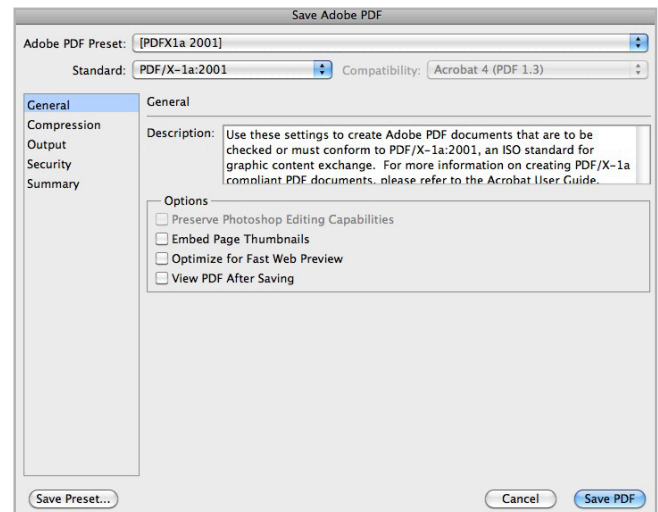 Save Adobe PDF
Adobe PDF Preset: [PDFX1a 2001]
Standard: PDF/X-1a:2001 Compatibility: Acrobat 4 (PDF 1.3)
General
Compression
Output
Security
Summary
General
Description: Use these settings to create Adobe PDF documents that are to be
checked or must conform to PDF/X-1a:2001, an ISO standard for
graphic content exchange.  For more information on creating PDF/X-1a
compliant PDF documents, please refer to the Acrobat User Guide.
Options
Preserve Photoshop Editing Capabilities
Embed Page Thumbnails
Optimize for Fast Web Preview
View PDF After Saving
Save Preset... Cancel Save PDF